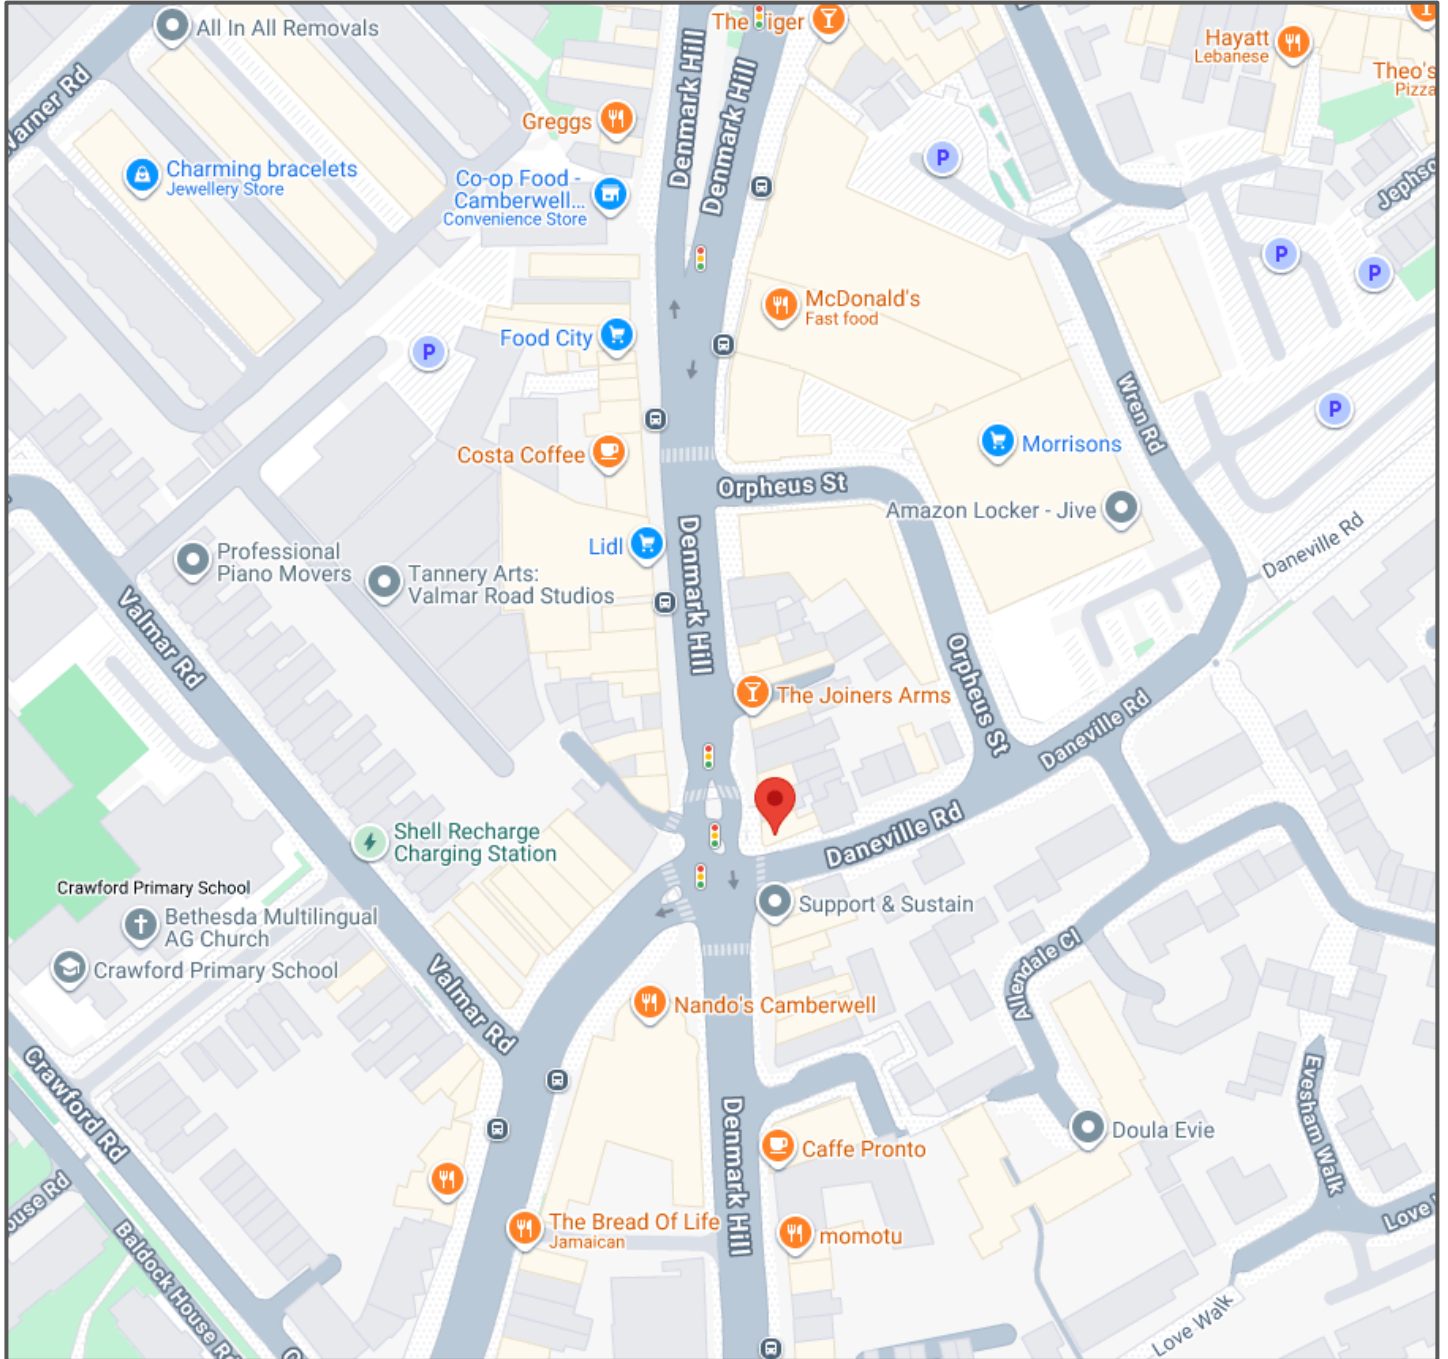 The Tiger
All In All Removals
Hayatt
Lebanese
Theo's
Pizza
Warner Rd
Denmark Hill
Denmark Hill
Greggs
P
Charming bracelets
Jewellery Store
Co-op Food -
Camberwell...
Convenience Store
Jephso
P
P
McDonald's
Fast food
Food City
P
Wren Rd
P
Costa Coffee
Morrisons
Orpheus St
Amazon Locker - Jive
Denmark Hill
Daneville Rd
Lidl
Professional
Piano Movers
Tannery Arts:
Valmar Road Studios
Valmar Rd
Orpheus St
The Joiners Arms
Daneville Rd
Daneville Rd
Shell Recharge
Charging Station
Crawford Primary School
Support & Sustain
Bethesda Multilingual
AG Church
Crawford Primary School
Allendale Cl
Valmar Rd
Nando's Camberwell
Crawford Rd
Evesham Walk
Denmark Hill
Doula Evie
Caffe Pronto
ouse Rd
Love
The Bread Of Life
Jamaican
momotu
Baldock House Rd
Love Walk